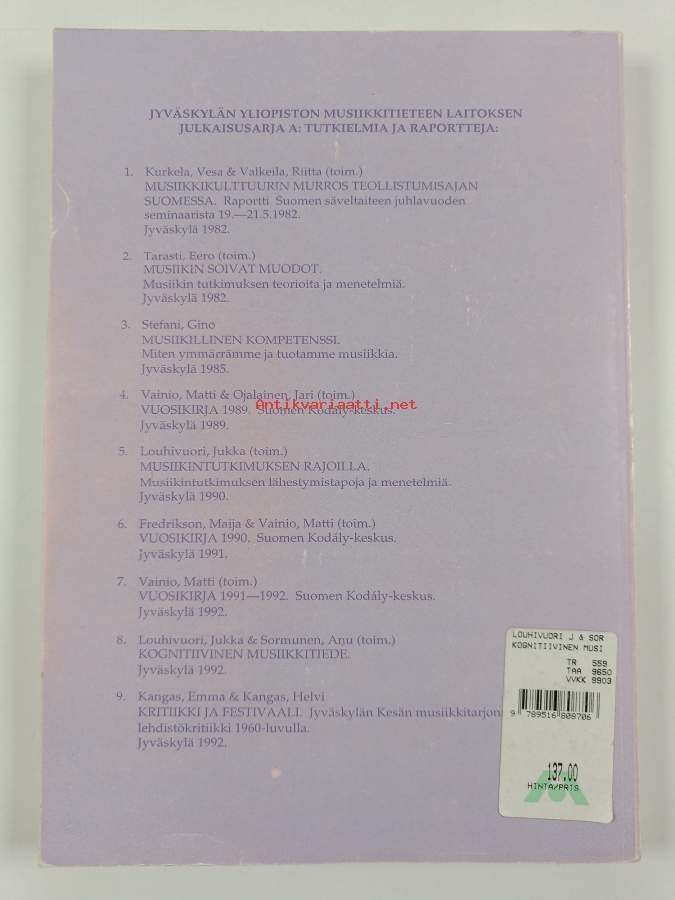 JYVÄSKYLÄN YLIOPISTON MUSIIKKITIETEEN LAITOKSEN
JULKAISUSARJA A: TUTKIELMIA JA RAPORTTEJA:
1. Kurkela, Vesa & Valkeila, Riitta (toim.)
MUSIIKKIKULTTUURIN MURROS TEOLLISTUMISAJAN
SUOMESSA. Raportti Suomen säveltaiteen juhlavuoden
seminaarista 19.—21.5.1982.
Jyväskylä 1982.
2. Tarasti, Eero (toim.)
MUSIIKIN SOIVAT MUODOT.
Musiikin tutkimuksen teorioita ja menetelmiä.
Jyväskylä 1982.
3. Stefani, Gino
MUSIIKILLINEN KOMPETENSSI.
Miten ymmärrämme ja tuotamme musiikkia.
Jyväskylä 1985.
4. Vainio, Matti & Ojalainen, Jari (toim.)
Antikvariaatti.net
VUOSIKIRJA 1989. Suomen Kodály-keskus.
Jyväskylä 1989.
5. Louhivuori, Jukka (toim.)
MUSIIKINTUTKIMUKSEN RAJOILLA.
Musiikintutkimuksen lähestymistapoja ja menetelmiä.
Jyväskylä 1990.
6. Fredrikson, Maija & Vainio, Matti (toim.)
VUOSIKIRJA 1990. Suomen Kodály-keskus.
Jyväskylä 1991.
7. Vainio, Matti (toim.)
VUOSIKIRJA 1991—1992. Suomen Kodály-keskus.
Jyväskylä 1992.
8. Louhivuori, Jukka & Sormunen, Anu (toim.)
KOGNITIIVINEN MUSIIKKITIEDE.
Jyväskylä 1992.
9. Kangas, Emma & Kangas, Helvi
KRITIIKKI JA FESTIVAALI. Jyväskylän Kesän musiikkitarjon
lehdistökritiikki 1960-luvulla.
Jyväskylä 1992.
LOUHIVUORI J & SOR
KOGNITIIVINEN MUSI
TR 559
TAA 9650
VVKK 9903
9 789516 808706
137.00
HINTA/PRIS